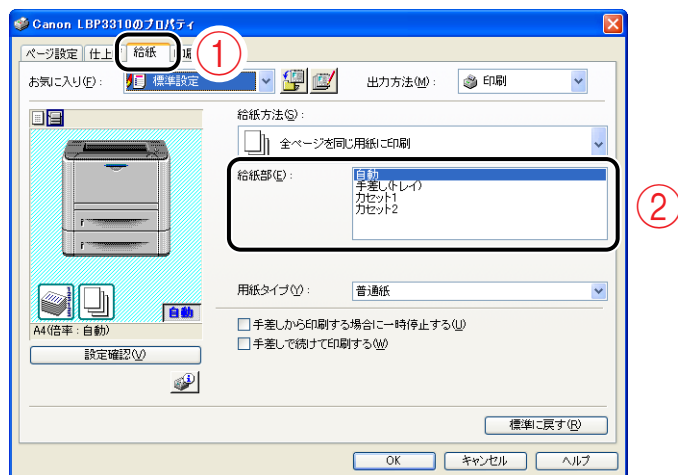 Canon LBP3310のプロパティ
ページ設定 仕上 給紙
①
お気に入り(F): 標準設定 出力方法(M): 印刷
給紙方法(S):
全ページを同じ用紙に印刷
給紙部(E): 自動
手差し(トレイ)
カセット1
カセット2
②
自動
用紙タイプ(Y): 普通紙
A4(倍率:自動)
手差しから印刷する場合に一時停止する(U)
手差しで続けて印刷する(W)
設定確認(V)
標準に戻す(R)
OK キャンセル ヘルプ